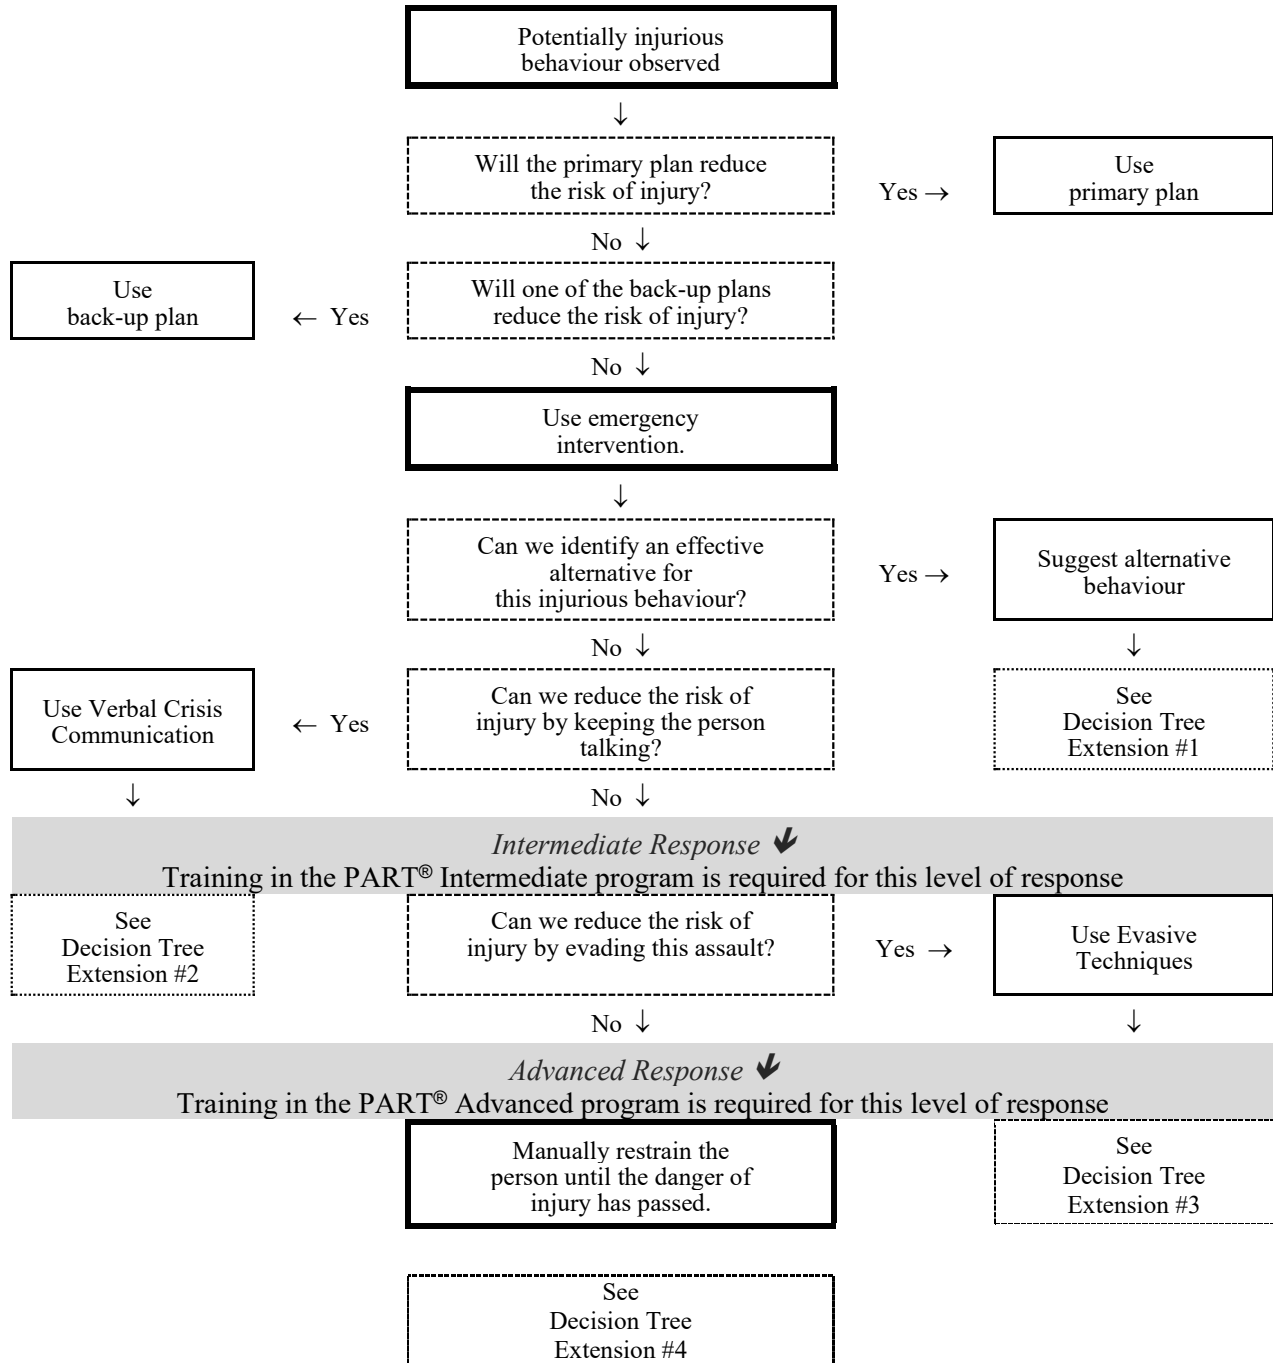 Potentially injurious
behaviour observed
↓
Will the primary plan reduce
the risk of injury?
Yes →
Use
primary plan
No ↓
Use
back-up plan
← Yes
Will one of the back-up plans
reduce the risk of injury?
No ↓
Use emergency
intervention.
↓
Can we identify an effective
alternative for
this injurious behaviour?
Yes →
Suggest alternative
behaviour
No ↓
↓
Use Verbal Crisis
Communication
← Yes
Can we reduce the risk of
injury by keeping the person
talking?
See
Decision Tree
Extension #1
↓
No ↓
Intermediate Response
Training in the PART® Intermediate program is required for this level of response
See
Decision Tree
Extension #2
Can we reduce the risk of
injury by evading this assault?
Yes →
Use Evasive
Techniques
No ↓
↓
Advanced Response
Training in the PART® Advanced program is required for this level of response
Manually restrain the
person until the danger of
injury has passed.
See
Decision Tree
Extension #3
See
Decision Tree
Extension #4